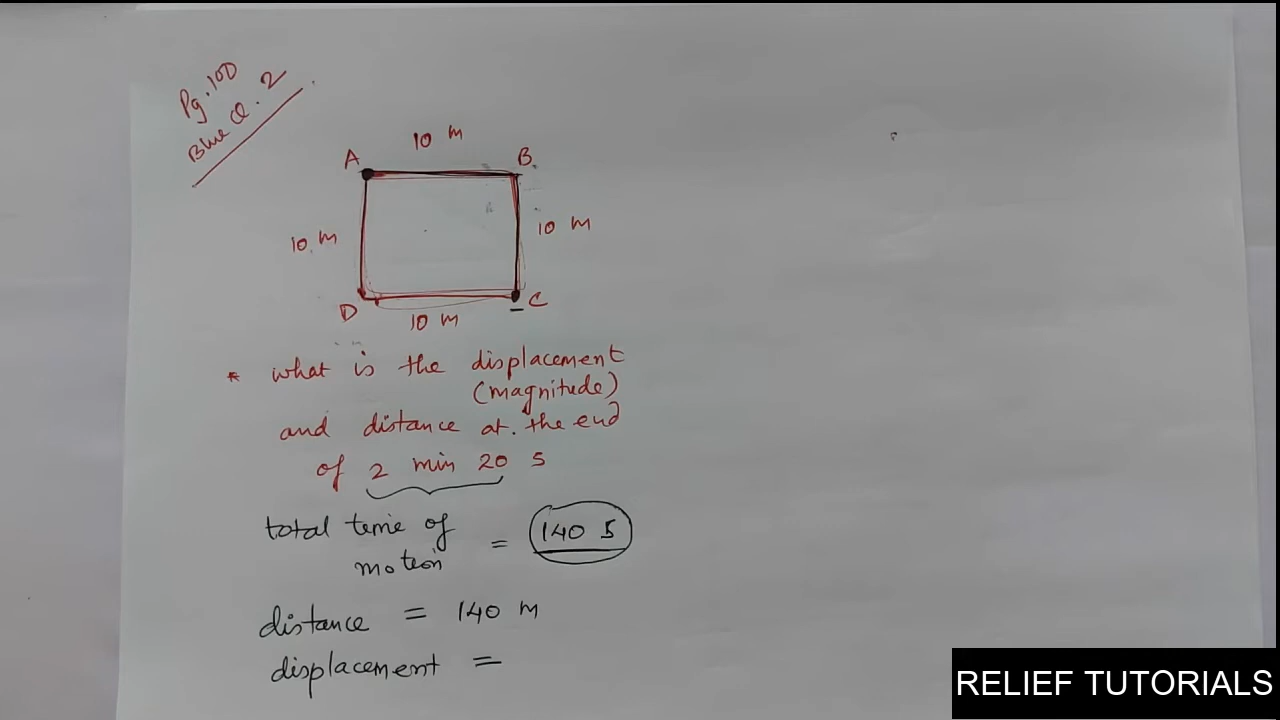 Pg.100
Blue Q. 2
10 m
A
B
10 m
10 m
D
C
10 m
* what is the displacement
(magnitude)
and distance at. the end
of 2 min 20 s
total time of
motion = 140 s
distance = 140 m
displacement =
RELIEF TUTORIALS